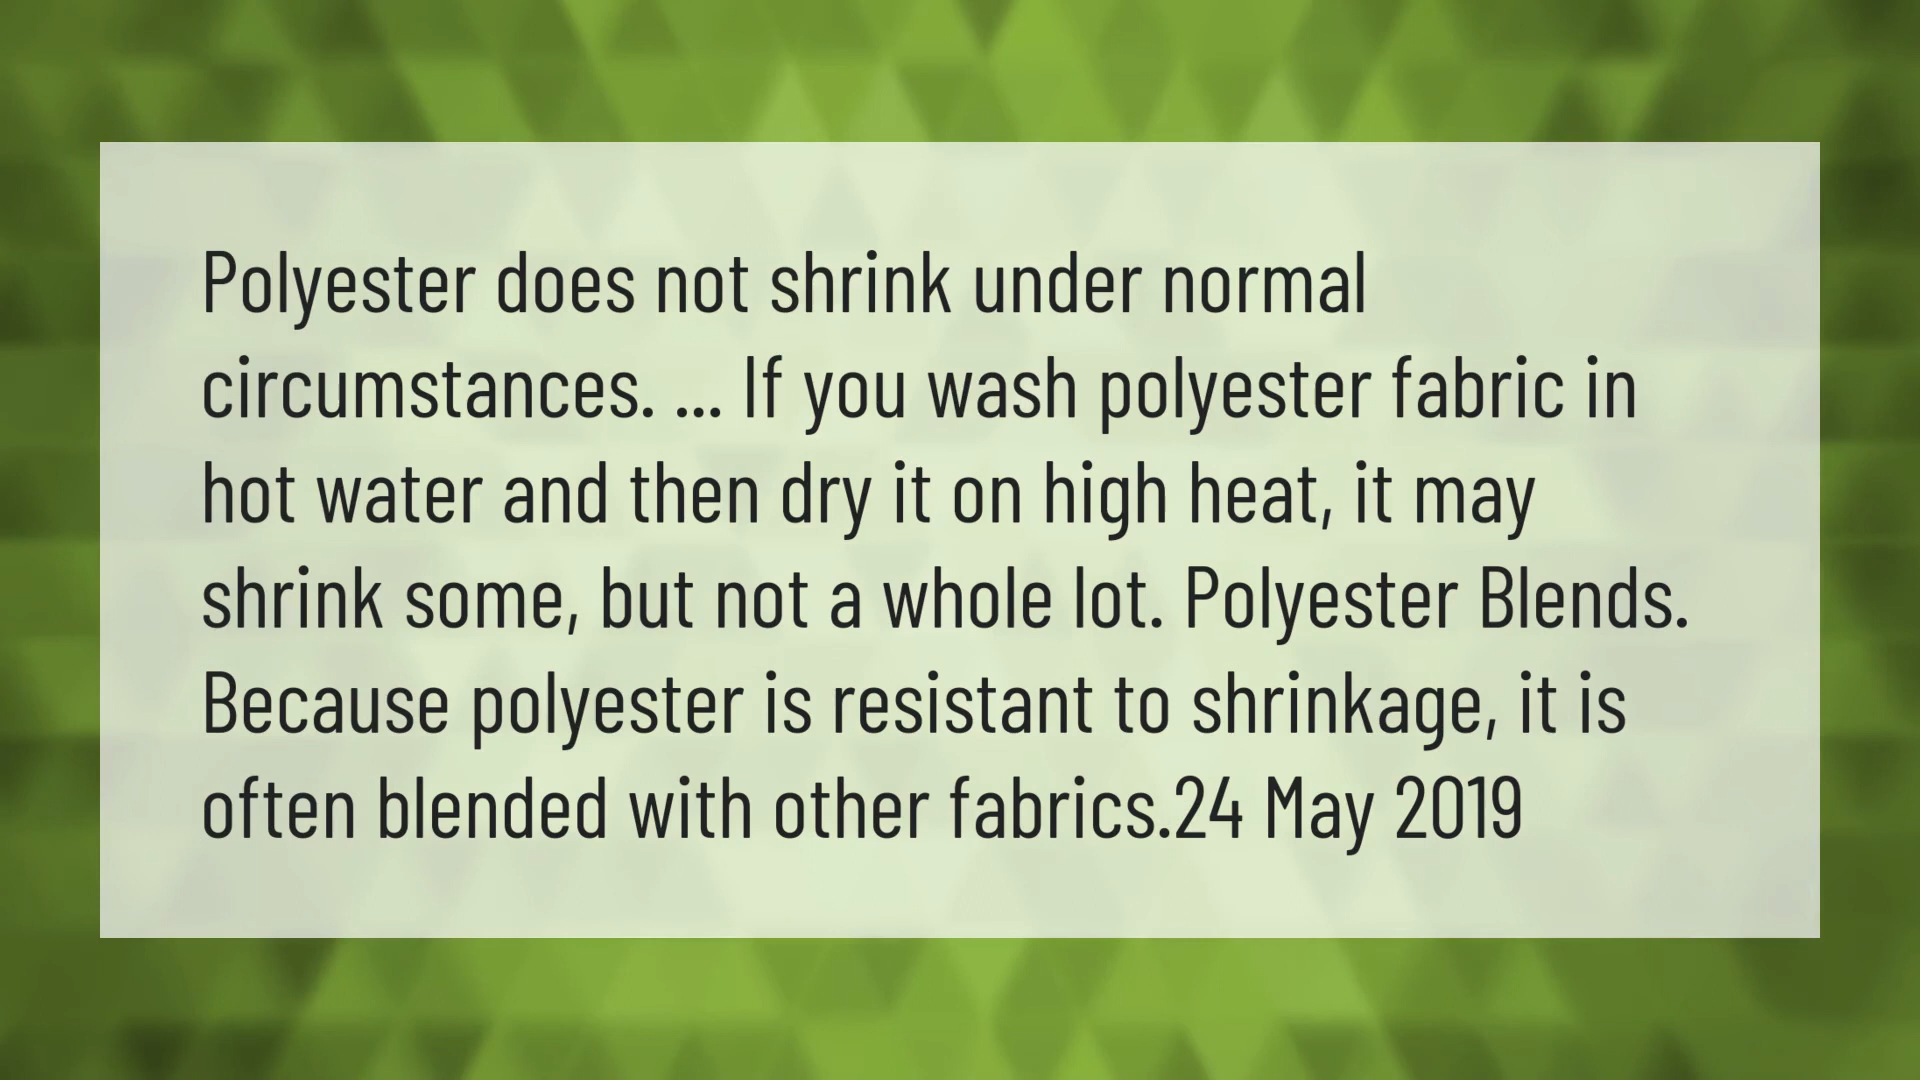 Polyester does not shrink under normal
circumstances. ... If you wash polyester fabric in
hot water and then dry it on high heat, it may
shrink some, but not a whole lot. Polyester Blends.
Because polyester is resistant to shrinkage, it is
often blended with other fabrics.24 May 2019